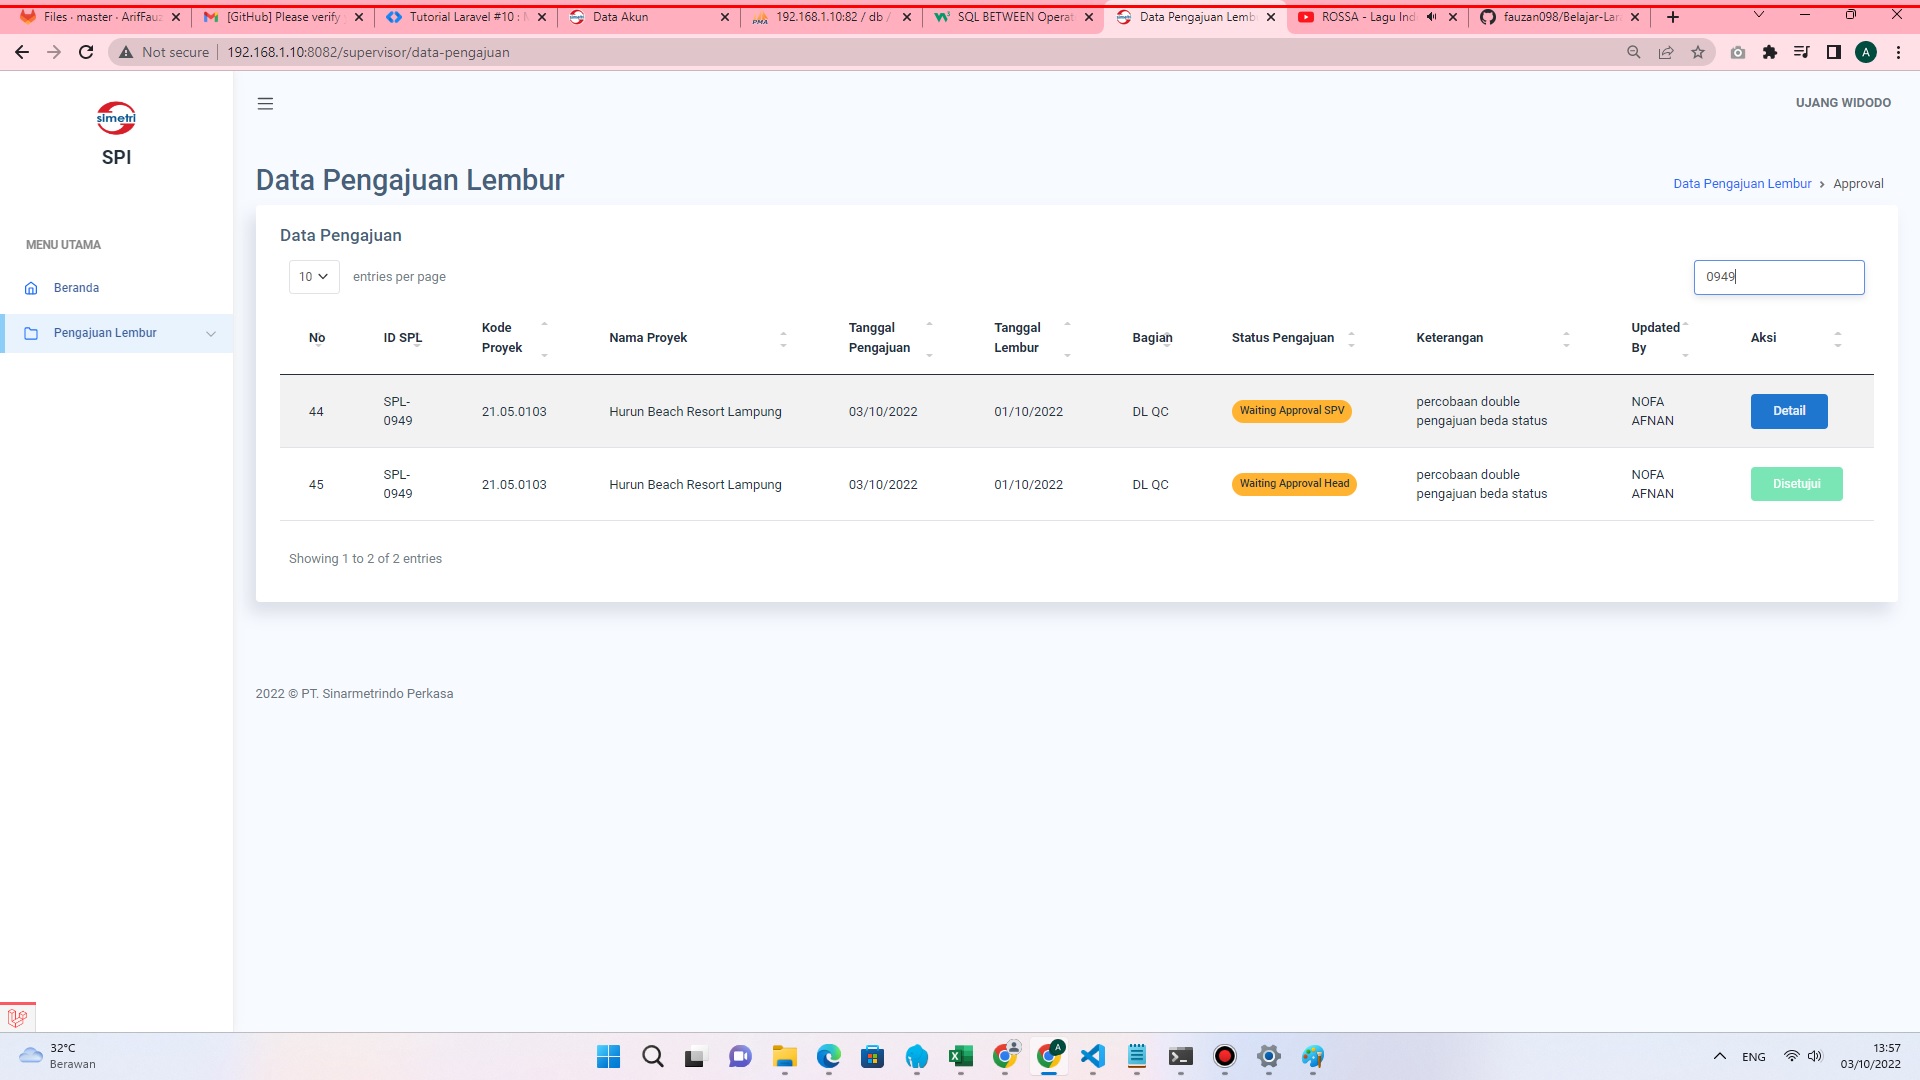 Files · master · ArifFauz
[GitHub] Please verify
Tutorial Laravel #10 : M
Data Akun
192.168.1.10:82 / db /
SQL BETWEEN Operat
Data Pengajuan Lemb
ROSSA - Lagu Ind
fauzan098/Belajar-Lar
Not secure
192.168.1.10:8082/supervisor/data-pengajuan
A
simetri
SPI
UJANG WIDODO
Data Pengajuan Lembur
Data Pengajuan Lembur › Approval
MENU UTAMA
Beranda
Pengajuan Lembur
Data Pengajuan
10 entries per page
0949
No ID SPL Kode Proyek Nama Proyek Tanggal Pengajuan Tanggal Lembur Bagian Status Pengajuan Keterangan Updated By Aksi
44 SPL-0949 21.05.0103 Hurun Beach Resort Lampung 03/10/2022 01/10/2022 DL QC Waiting Approval SPV percobaan double pengajuan beda status NOFA AFNAN Detail
45 SPL-0949 21.05.0103 Hurun Beach Resort Lampung 03/10/2022 01/10/2022 DL QC Waiting Approval Head percobaan double pengajuan beda status NOFA AFNAN Disetujui
Showing 1 to 2 of 2 entries
2022 © PT. Sinarmetrindo Perkasa
32°C
Berawan
ENG
13:57
03/10/2022